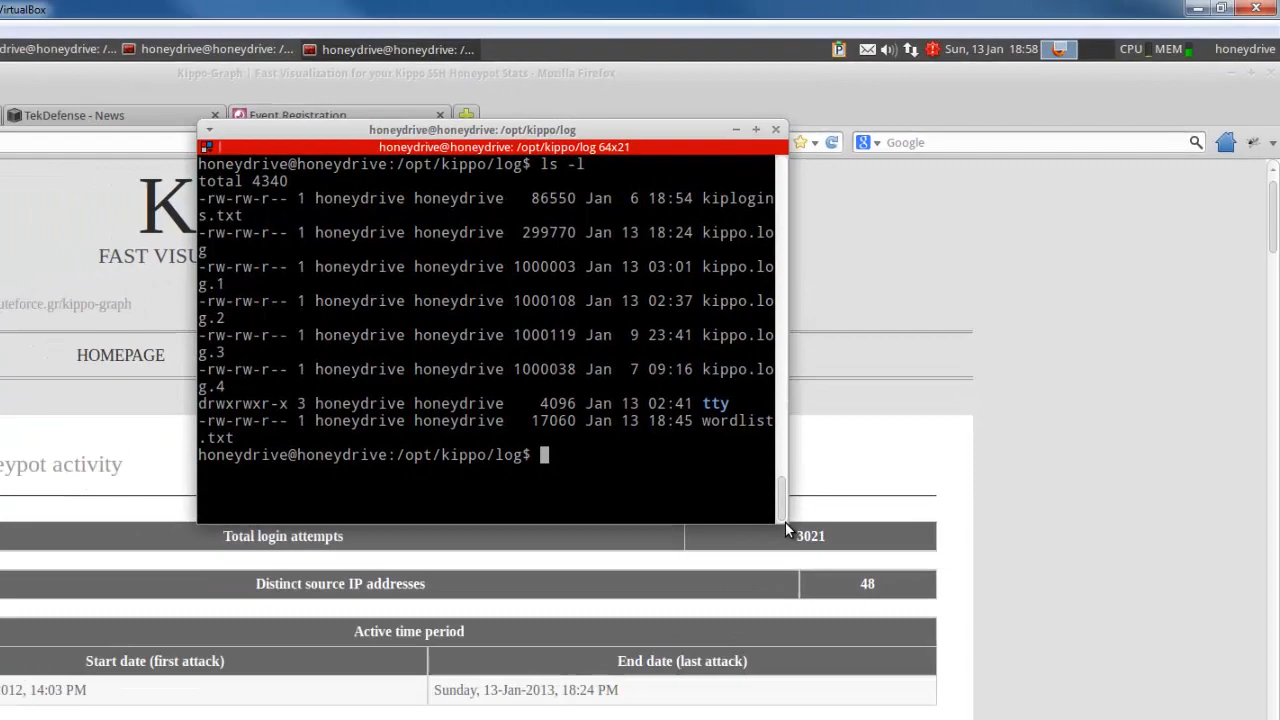 VirtualBox
drive@honeydrive: /...
honeydrive@honeydrive: /...
honeydrive@honeydrive: /...
Sun, 13 Jan 18:58
CPU
MEM
honeydrive
Kippo-Graph | Fast Visualization for your Kippo SSH Honeypot Stats - Mozilla Firefox
TekDefense - News
Event Registration
Google
honeydrive@honeydrive: /opt/kippo/log
honeydrive@honeydrive: /opt/kippo/log 64x21
honeydrive@honeydrive:/opt/kippo/log$ ls -l
total 4340
-rw-rw-r-- 1 honeydrive honeydrive   86550 Jan  6 18:54 kiplogin
s.txt
-rw-rw-r-- 1 honeydrive honeydrive  299770 Jan 13 18:24 kippo.lo
g
-rw-rw-r-- 1 honeydrive honeydrive 1000003 Jan 13 03:01 kippo.lo
g.1
-rw-rw-r-- 1 honeydrive honeydrive 1000108 Jan 13 02:37 kippo.lo
g.2
-rw-rw-r-- 1 honeydrive honeydrive 1000119 Jan  9 23:41 kippo.lo
g.3
-rw-rw-r-- 1 honeydrive honeydrive 1000038 Jan  7 09:16 kippo.lo
g.4
drwxrwxr-x 3 honeydrive honeydrive    4096 Jan 13 02:41 tty
-rw-rw-r-- 1 honeydrive honeydrive   17060 Jan 13 18:45 wordlist
.txt
honeydrive@honeydrive:/opt/kippo/log$
K
FAST VISU
uteforce.gr/kippo-graph
HOMEPAGE
eypot activity
Total login attempts
3021
Distinct source IP addresses
48
Active time period
Start date (first attack)
End date (last attack)
2012, 14:03 PM
Sunday, 13-Jan-2013, 18:24 PM